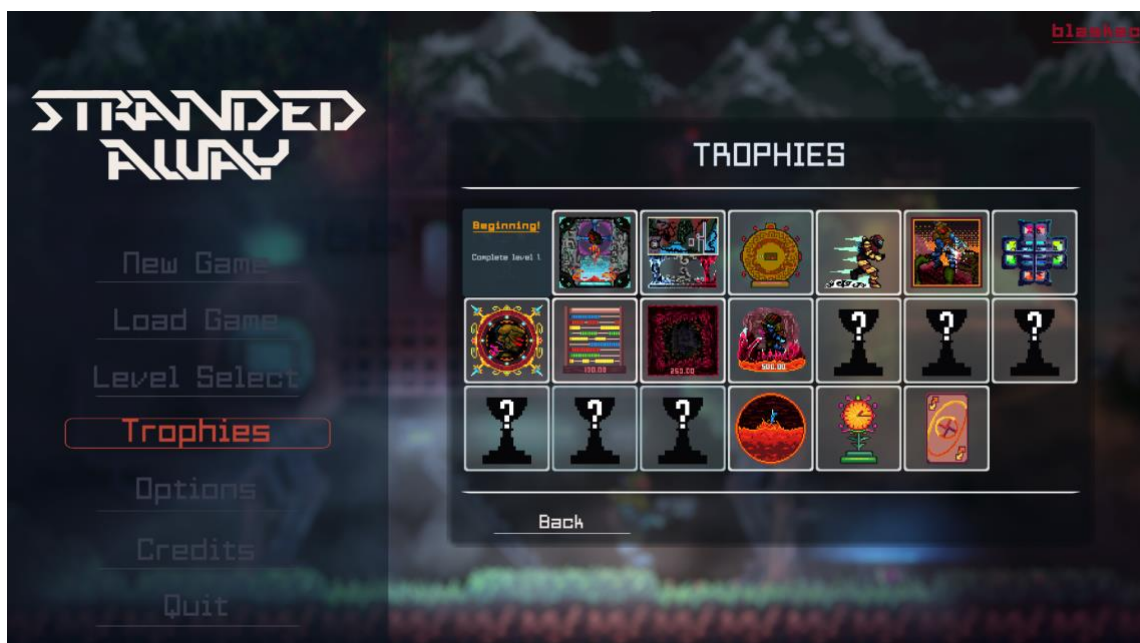 STRANDED
AWAY
New Game
Load Game
Level Select
Trophies
Options
Credits
Quit
TROPHIES
Beginning!
Complete level 1.
?
?
?
?
?
?
Back